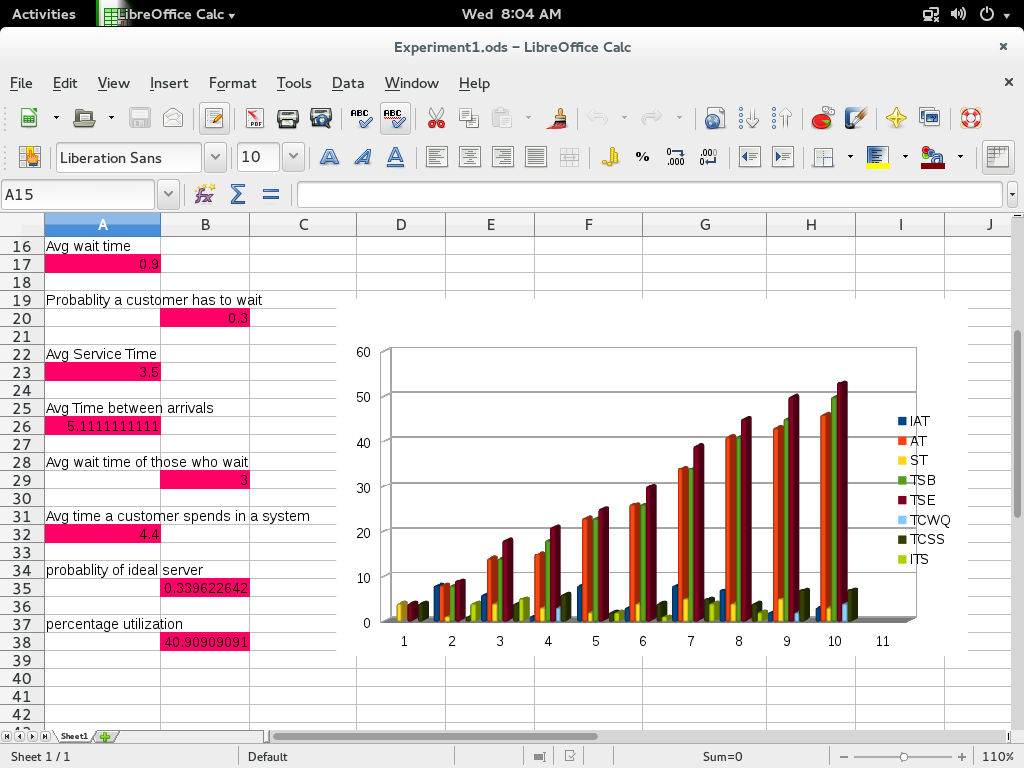 Activities LibreOffice Calc Wed 8:04 AM
Experiment1.ods – LibreOffice Calc
File Edit View Insert Format Tools Data Window Help
Liberation Sans 10
A15
A B C D E F G H I J
16 Avg wait time
17 0.9
18
19 Probablity a customer has to wait
20 0.3
21
22 Avg Service Time
23 3.5
24
25 Avg Time between arrivals
26 5.1111111111
27
28 Avg wait time of those who wait
29 3
30
31 Avg time a customer spends in a system
32 4.4
33
34 probablity of ideal server
35 0.339622642
36
37 percentage utilization
38 40.90909091
39
40
41
42
60
50
40
30
20
10
0
1 2 3 4 5 6 7 8 9 10 11
IAT
AT
ST
TSB
TSE
TCWQ
TCSS
ITS
Sheet1
Sheet 1 / 1 Default Sum=0 110%